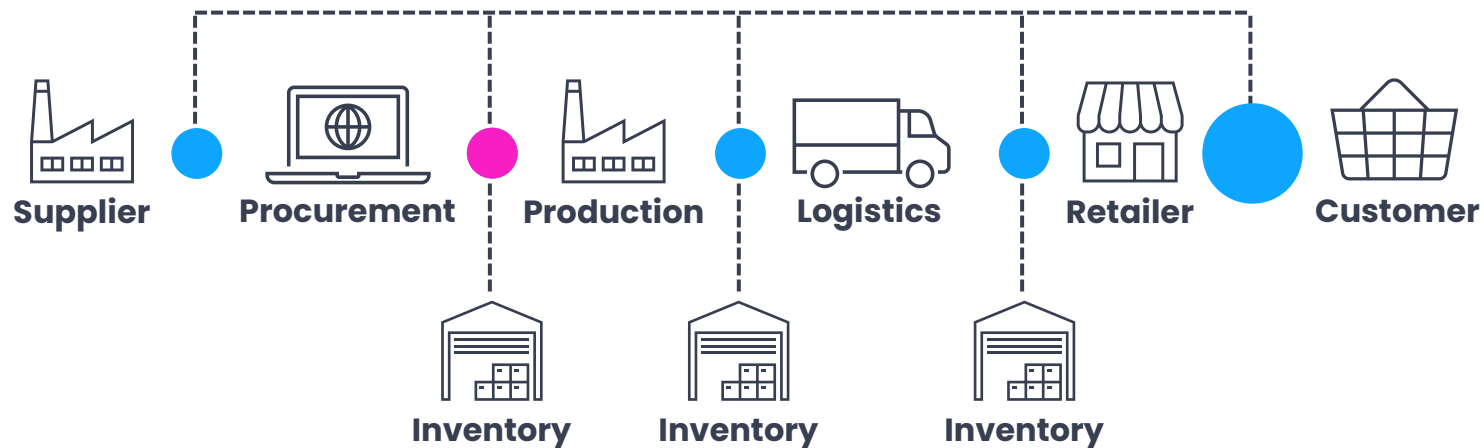 Supplier
Procurement
Production
Logistics
Retailer
Customer
Inventory
Inventory
Inventory